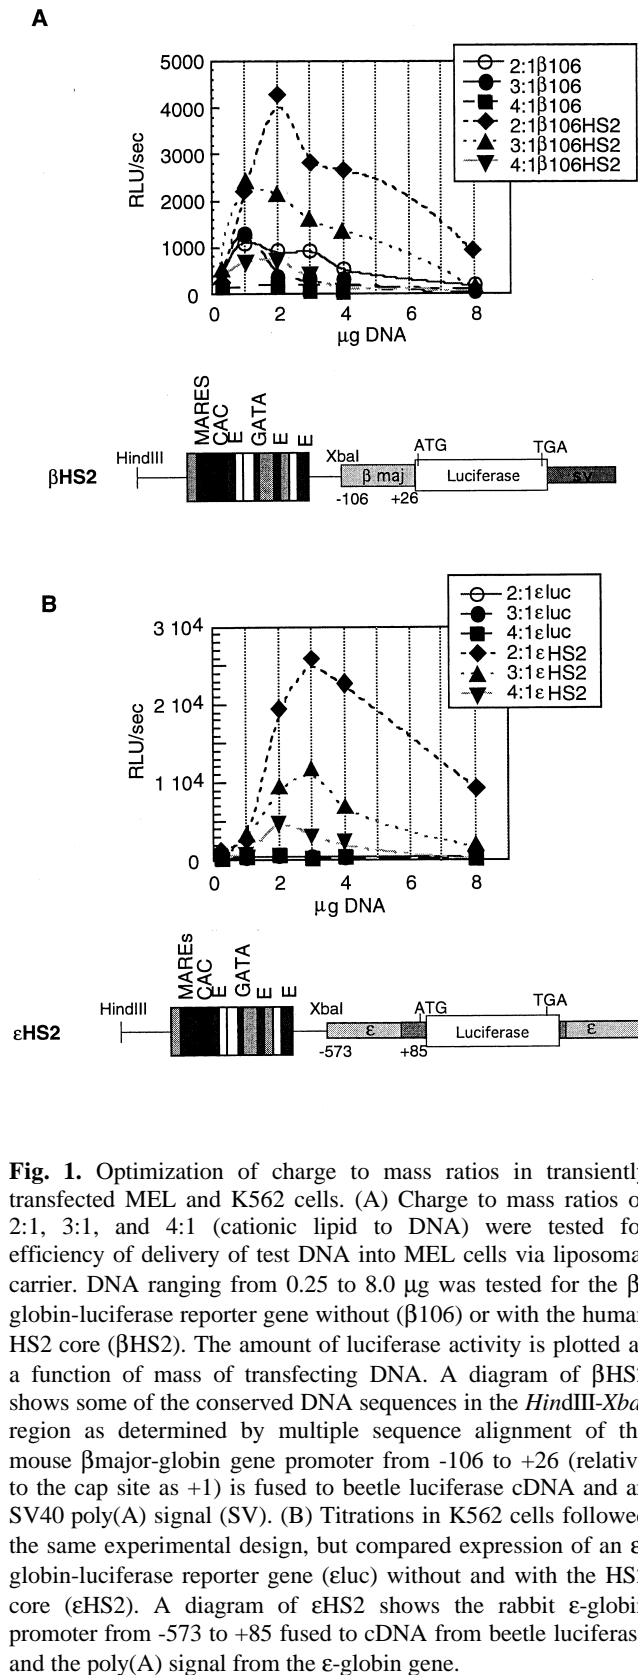 A
5000
4000
3000
2000
1000
0
RLU/sec
0 2 4 6 8
µg DNA
2:1β106
3:1β106
4:1β106
2:1β106HS2
3:1β106HS2
4:1β106HS2
MARES
CAC
E
GATA
E
E
HindIII
XbaI
ATG
TGA
βHS2
β maj
Luciferase
SV
-106
+26
B
3 10⁴
2 10⁴
1 10⁴
0
RLU/sec
0 2 4 6 8
µg DNA
2:1εluc
3:1εluc
4:1εluc
2:1εHS2
3:1εHS2
4:1εHS2
MAREs
CAC
E
GATA
E
E
HindIII
XbaI
ATG
TGA
εHS2
ε
Luciferase
ε
-573
+85
Fig. 1. Optimization of charge to mass ratios in transiently
transfected MEL and K562 cells. (A) Charge to mass ratios o
2:1, 3:1, and 4:1 (cationic lipid to DNA) were tested fo
efficiency of delivery of test DNA into MEL cells via liposoma
carrier. DNA ranging from 0.25 to 8.0 µg was tested for the β
globin-luciferase reporter gene without (β106) or with the human
HS2 core (βHS2). The amount of luciferase activity is plotted a
a function of mass of transfecting DNA. A diagram of βHS2
shows some of the conserved DNA sequences in the HindIII-Xba
region as determined by multiple sequence alignment of th
mouse βmajor-globin gene promoter from -106 to +26 (relativ
to the cap site as +1) is fused to beetle luciferase cDNA and an
SV40 poly(A) signal (SV). (B) Titrations in K562 cells followed
the same experimental design, but compared expression of an ε
globin-luciferase reporter gene (εluc) without and with the HS2
core (εHS2). A diagram of εHS2 shows the rabbit ε-globin
promoter from -573 to +85 fused to cDNA from beetle luciferas
and the poly(A) signal from the ε-globin gene.